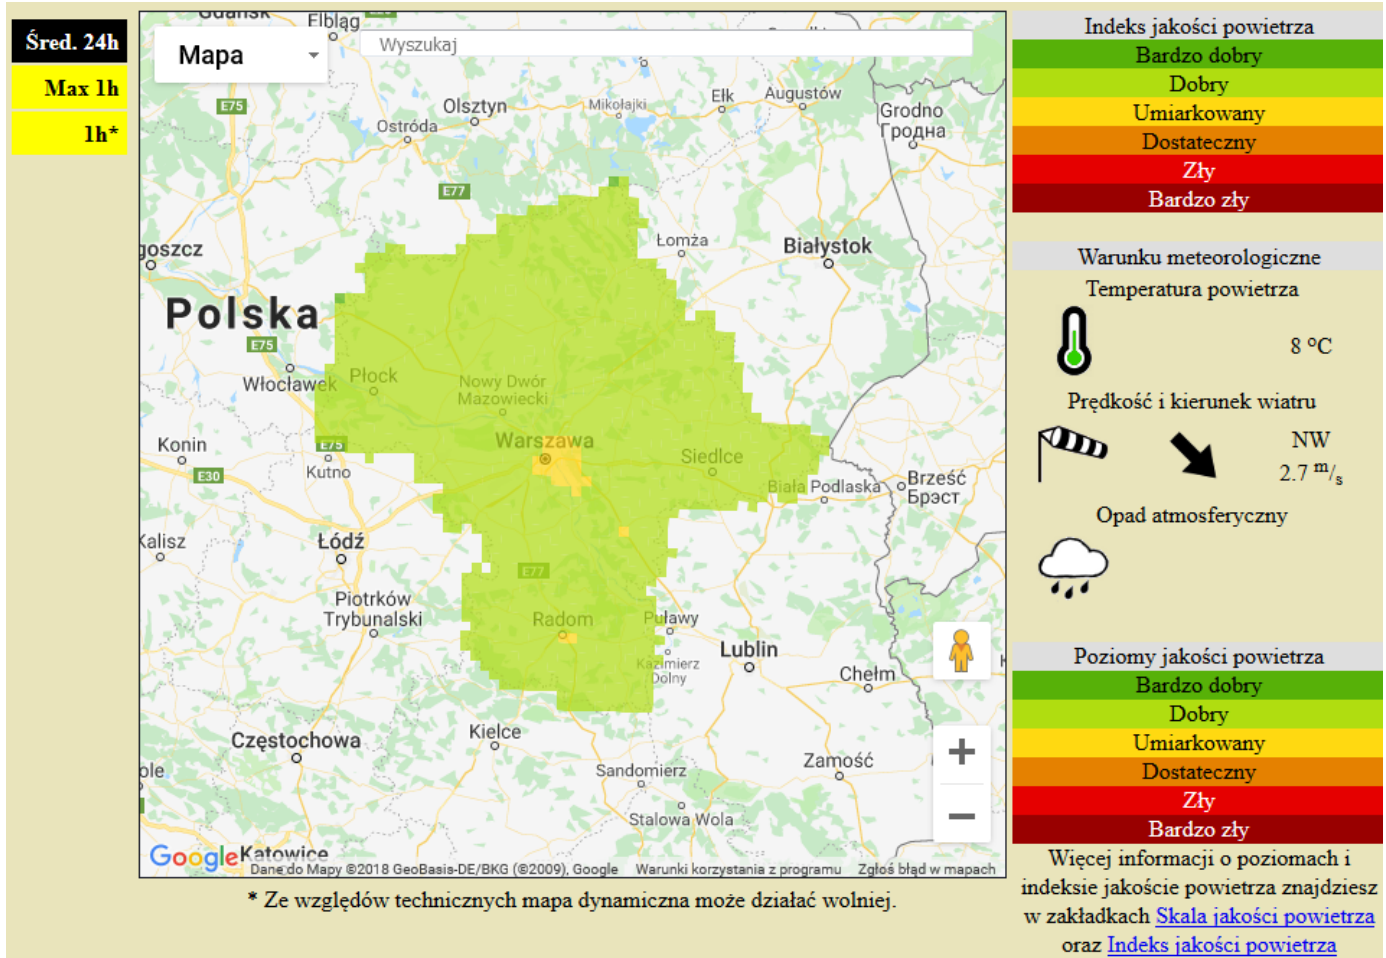 Śred. 24h
Max 1h
1h*
Mapa
Wyszukaj
Gdańsk
Elbląg
E75
Olsztyn
Ostróda
Mikołajki
Ełk
Augustów
Grodno
Гродна
E77
goszcz
Łomża
Białystok
Polska
E75
Włocławek
Płock
Nowy Dwór
Mazowiecki
Konin
E75
Warszawa
Siedlce
E30
Kutno
Biała Podlaska
Brześć
Брэст
Kalisz
Łódź
E77
Piotrków
Trybunalski
Radom
Puławy
Kazimierz
Dolny
Lublin
Chełm
Kielce
Częstochowa
Sandomierz
Zamość
ole
Stalowa Wola
Google
Katowice
Dane do Mapy ©2018 GeoBasis-DE/BKG (©2009), Google Warunki korzystania z programu Zgłoś błąd w mapach
* Ze względów technicznych mapa dynamiczna może działać wolniej.
Indeks jakości powietrza
Bardzo dobry
Dobry
Umiarkowany
Dostateczny
Zły
Bardzo zły
Warunku meteorologiczne
Temperatura powietrza
8 °C
Prędkość i kierunek wiatru
NW
2.7 m/s
Opad atmosferyczny
Poziomy jakości powietrza
Bardzo dobry
Dobry
Umiarkowany
Dostateczny
Zły
Bardzo zły
Więcej informacji o poziomach i
indeksie jakoście powietrza znajdziesz
w zakładkach Skala jakości powietrza
oraz Indeks jakości powietrza